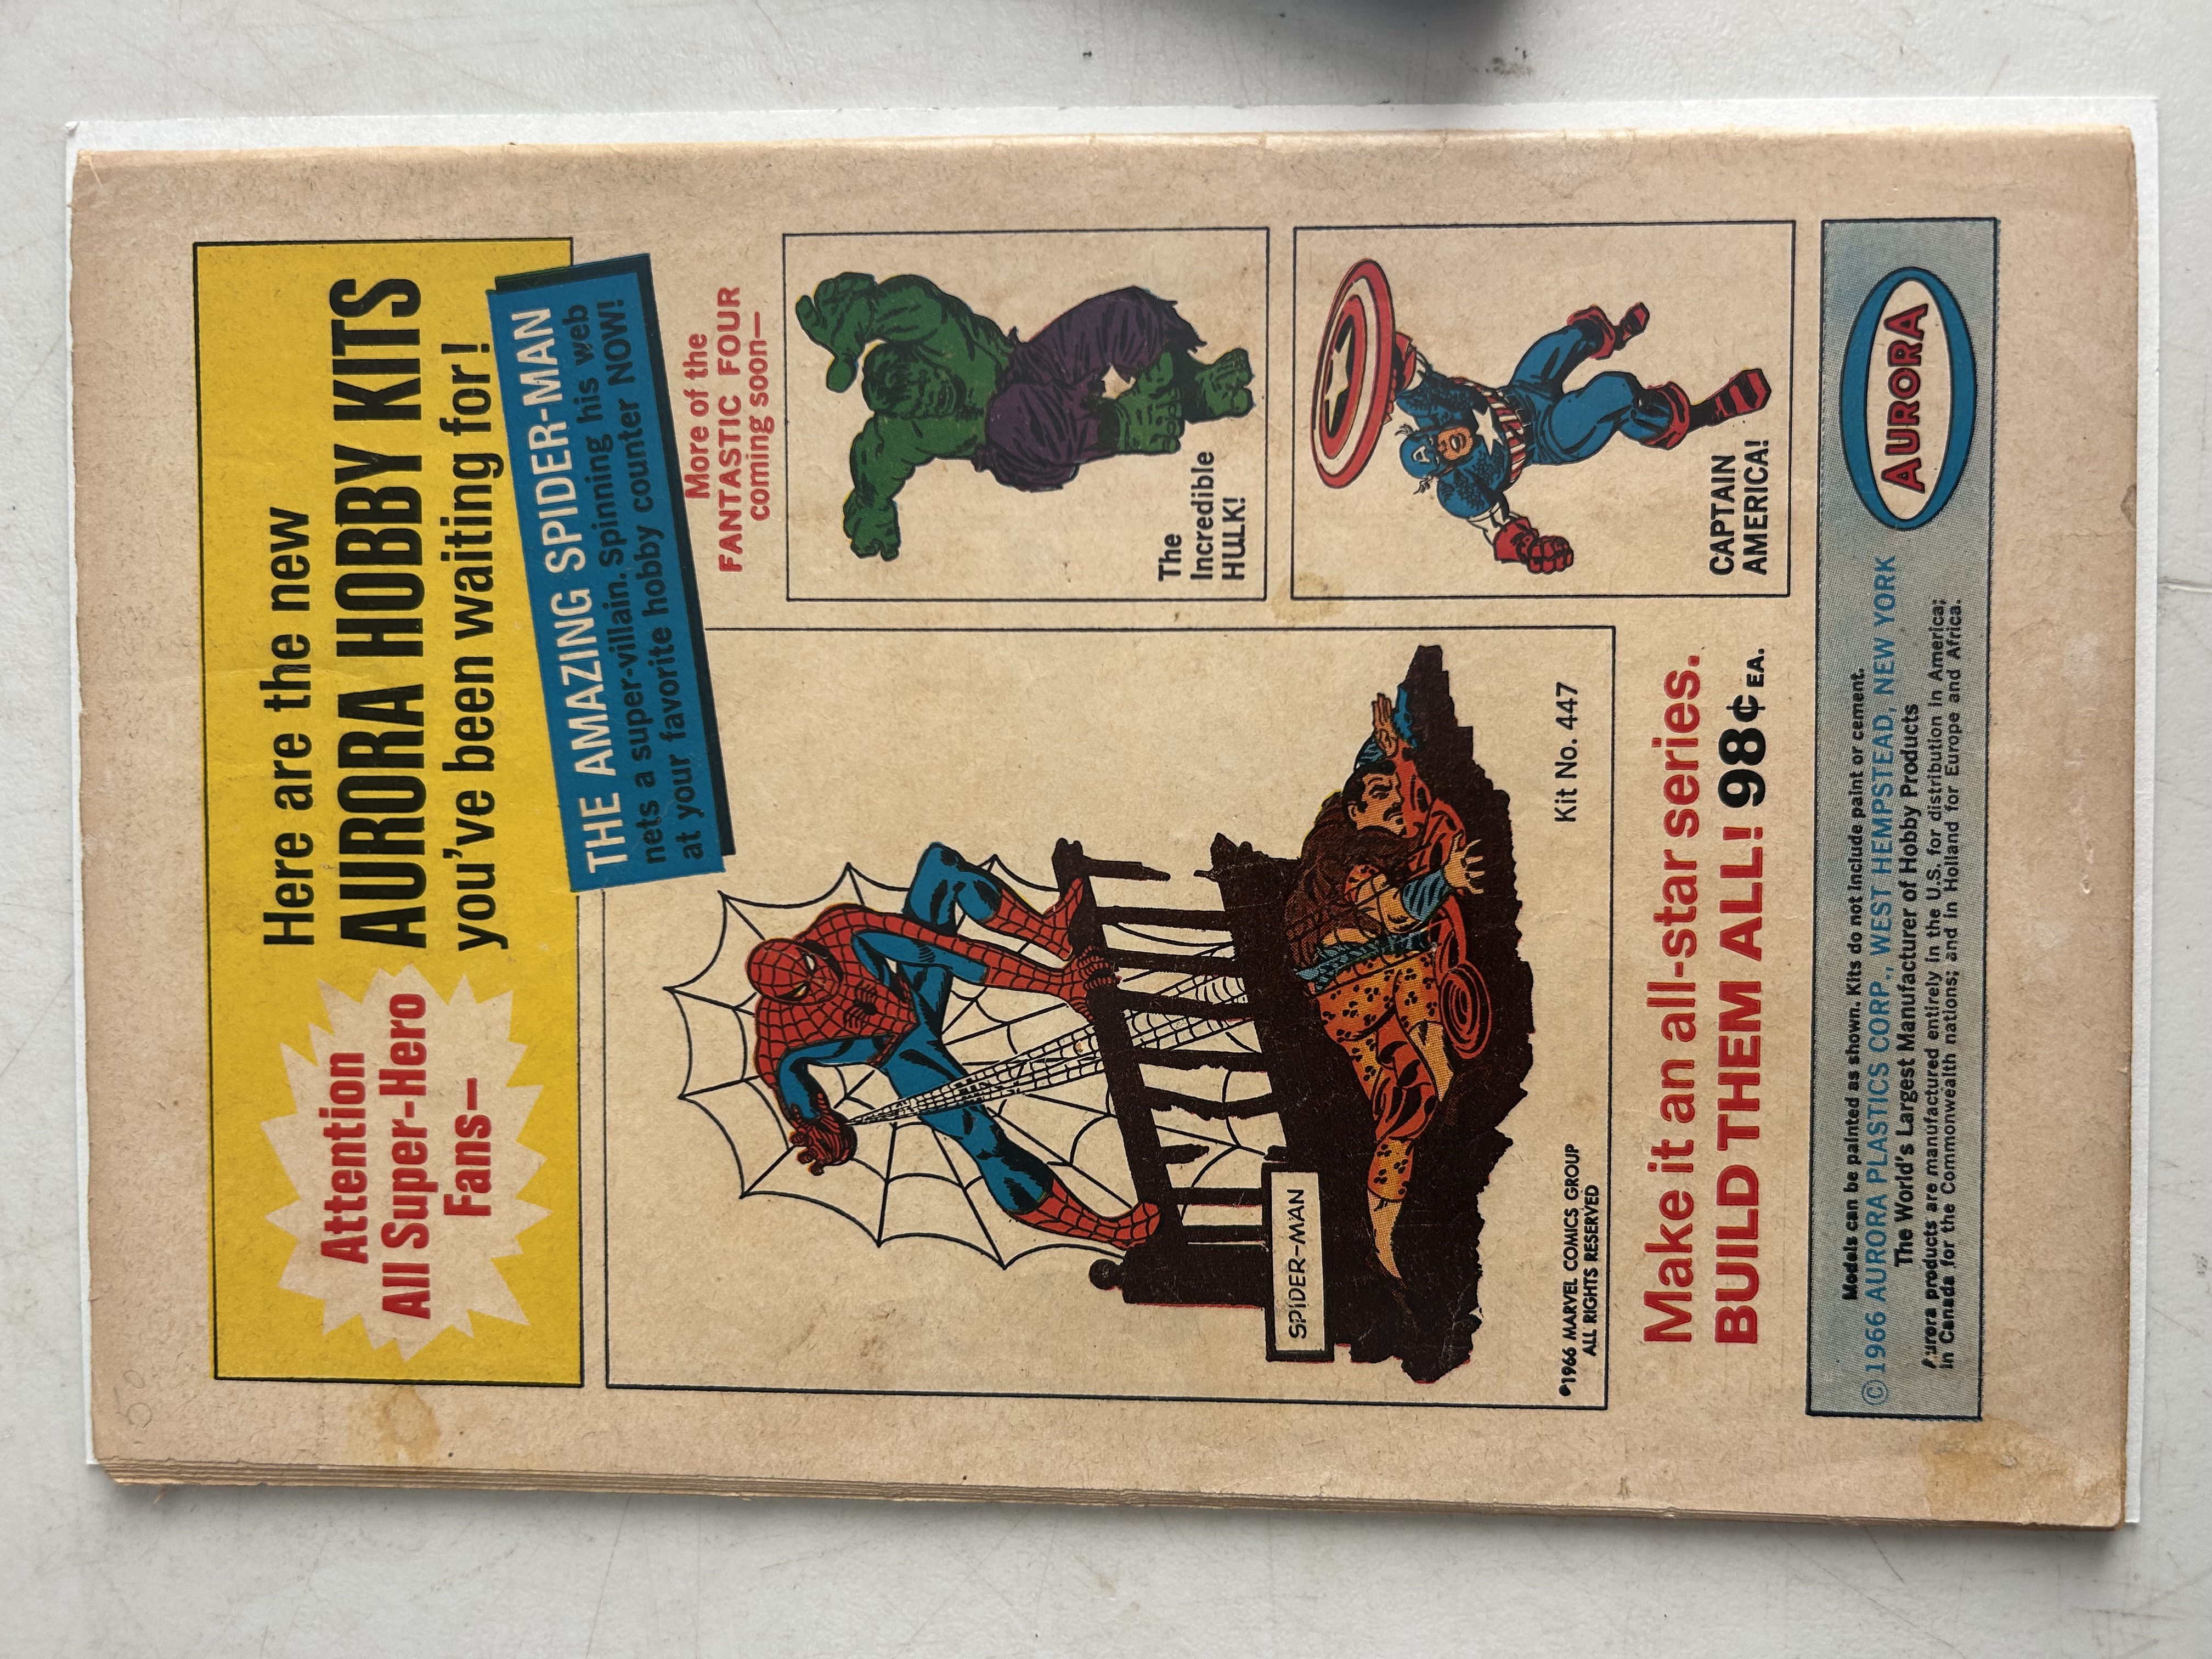 Attention
All Super-Hero
Fans—
Here are the new
AURORA HOBBY KITS
you've been waiting for!
THE AMAZING SPIDER-MAN
nets a super-villain. Spinning his web
at your favorite hobby counter NOW!
More of the
FANTASTIC FOUR
coming soon—
SPIDER-MAN
©1966 MARVEL COMICS GROUP
ALL RIGHTS RESERVED
Kit No. 447
The
Incredible
HULK!
CAPTAIN
AMERICA!
Make it an all-star series.
BUILD THEM ALL! 98¢ EA.
Models can be painted as shown. Kits do not include paint or cement.
©1966 AURORA PLASTICS CORP., WEST HEMPSTEAD, NEW YORK
The World's Largest Manufacturer of Hobby Products
Aurora products are manufactured entirely in the U.S. for distribution in America;
in Canada for the Commonwealth nations; and in Holland for Europe and Africa.
AURORA